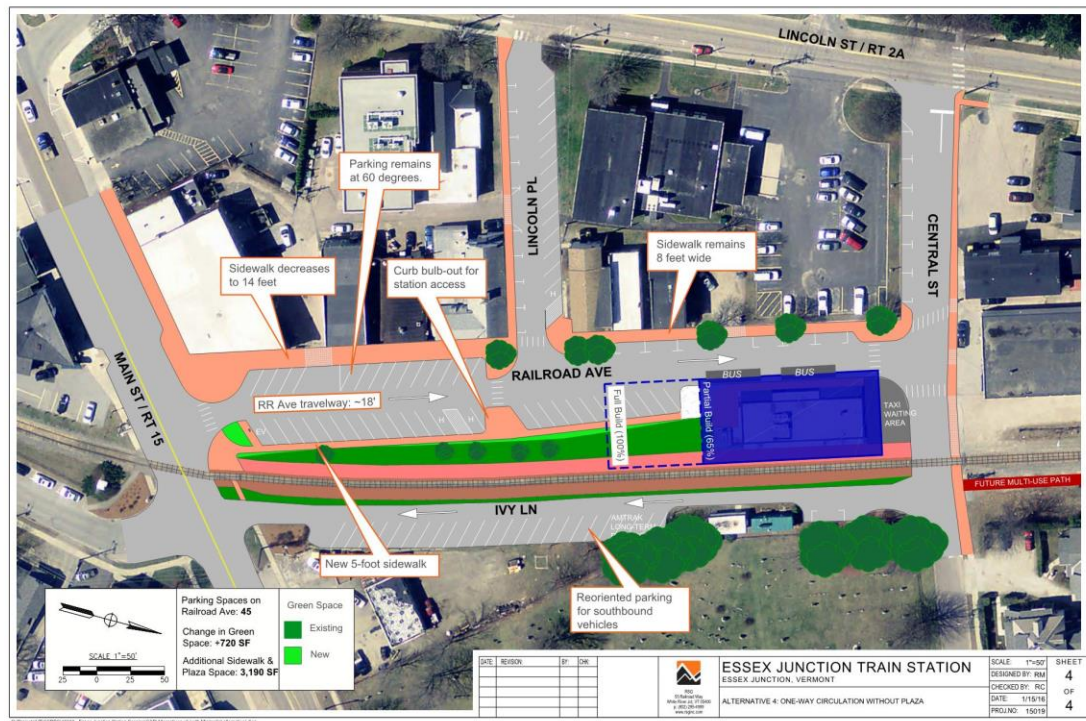 LINCOLN ST / RT 2A
Parking remains
at 60 degrees.
LINCOLN PL
CENTRAL ST
Sidewalk decreases
to 14 feet
Curb bulb-out for
station access
Sidewalk remains
8 feet wide
H
MAIN ST / RT 15
RAILROAD AVE
BUS
BUS
RR Ave travelway: ~18'
H
EV
Full Build (100%)
Partial Build (65%)
TAXI
WAITING
AREA
FUTURE MULTI-USE PATH
IVY LN
AMTRAK
LONG-TERM
New 5-foot sidewalk
Reoriented parking
for southbound
vehicles
SCALE 1"=50'
25 0 25 50
Parking Spaces on
Railroad Ave: 45
Change in Green
Space: +720 SF
Additional Sidewalk &
Plaza Space: 3,190 SF
Green Space
Existing
New
DATE: REVISION: BY: CHK:
RSG
ESSEX JUNCTION TRAIN STATION
ESSEX JUNCTION, VERMONT
ALTERNATIVE 4: ONE-WAY CIRCULATION WITHOUT PLAZA
SCALE: 1"=50'
DESIGNED BY: RM
CHECKED BY: RC
DATE: 1/15/16
PROJ.NO: 15019
SHEET
4
OF
4